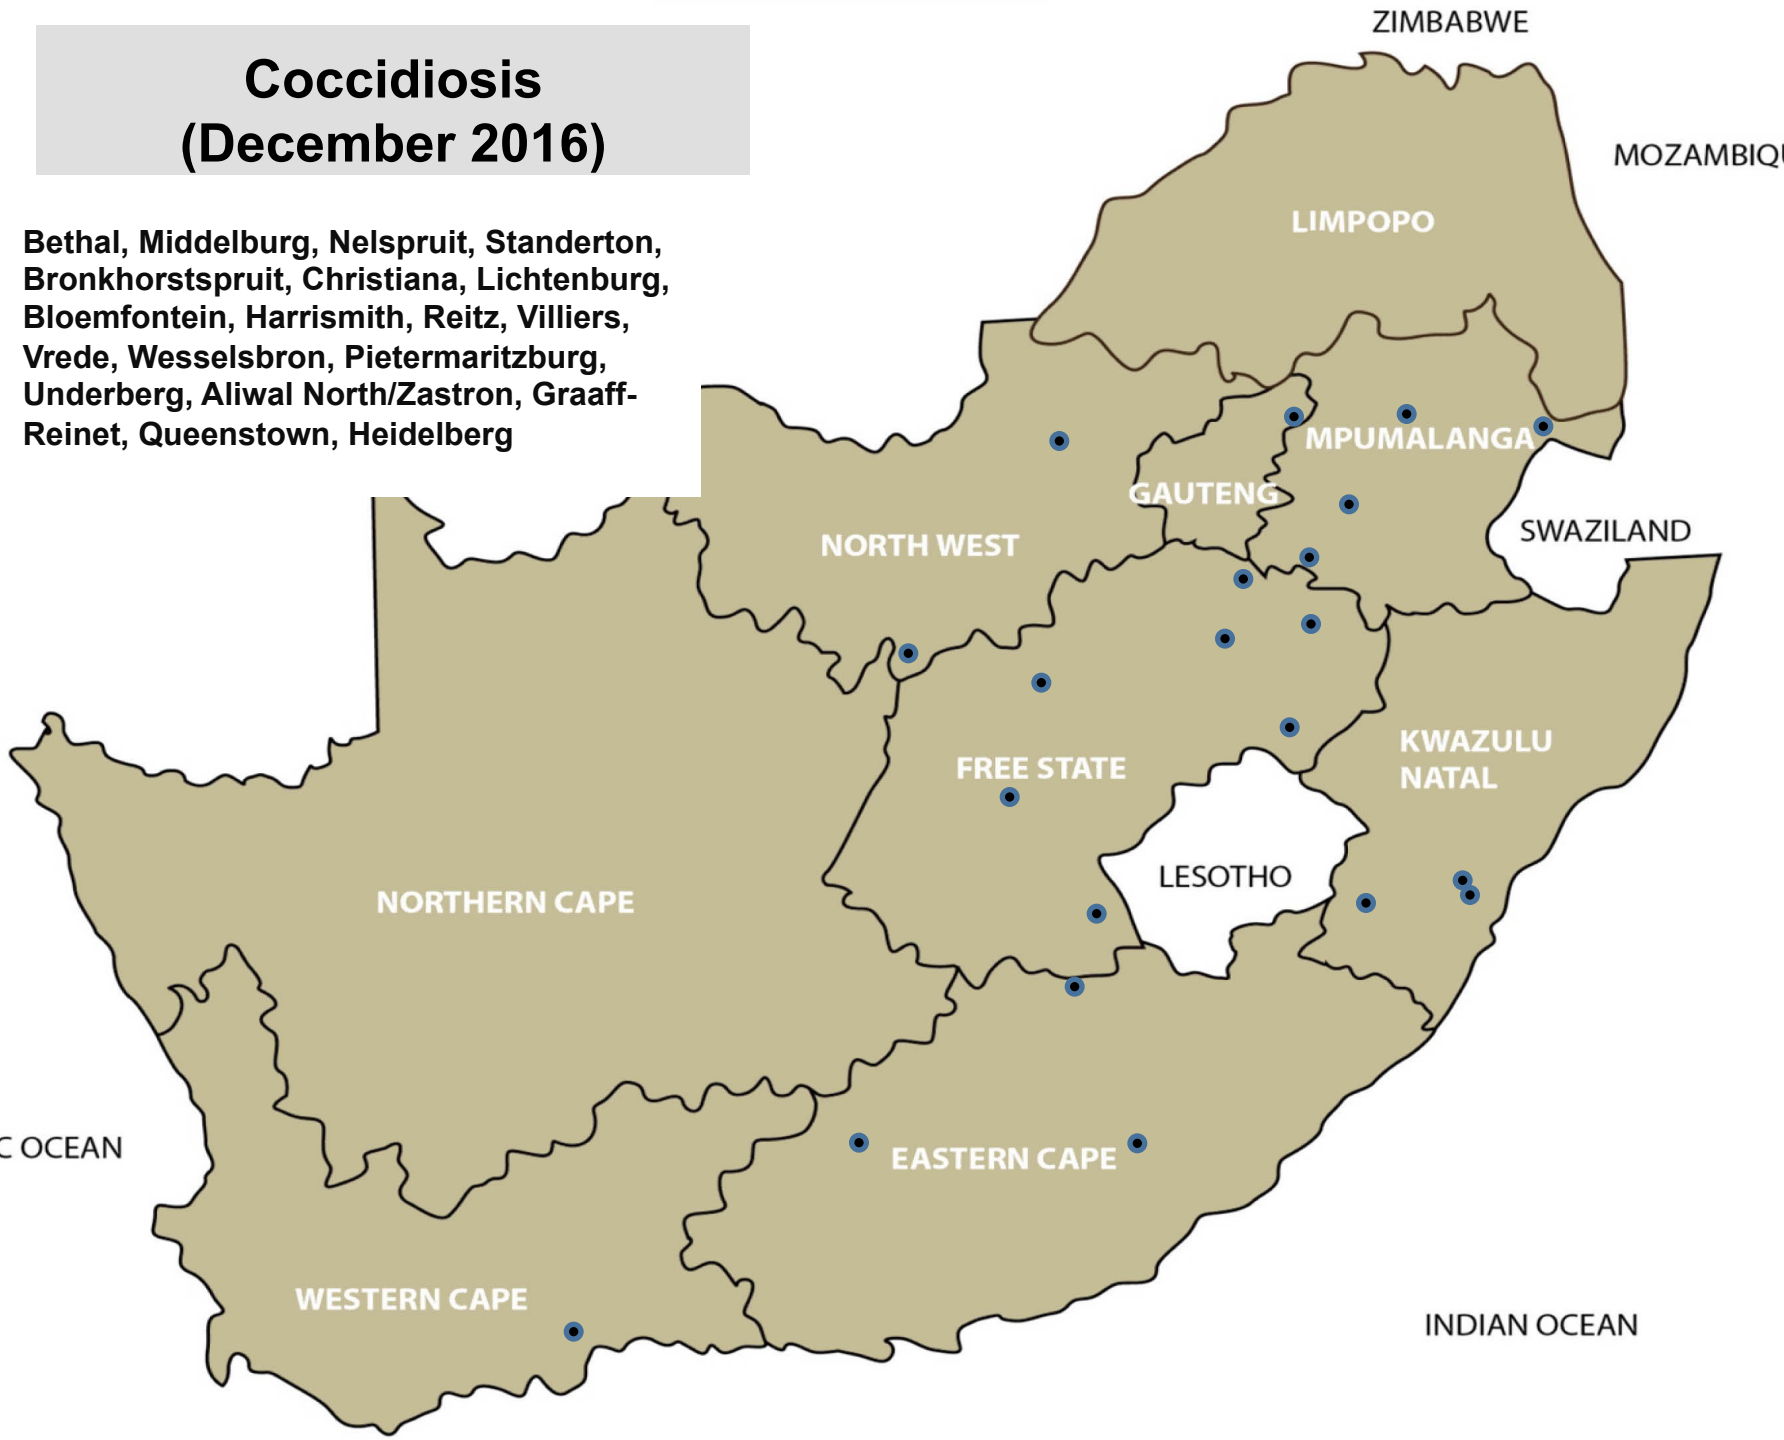 Coccidiosis
(December 2016)
Bethal, Middelburg, Nelspruit, Standerton,
Bronkhorstspruit, Christiana, Lichtenburg,
Bloemfontein, Harrismith, Reitz, Villiers,
Vrede, Wesselsbron, Pietermaritzburg,
Underberg, Aliwal North/Zastron, Graaff-
Reinet, Queenstown, Heidelberg
ZIMBABWE
MOZAMBIQU
LIMPOPO
MPUMALANGA
GAUTENG
SWAZILAND
NORTH WEST
KWAZULU
NATAL
FREE STATE
LESOTHO
NORTHERN CAPE
C OCEAN
EASTERN CAPE
WESTERN CAPE
INDIAN OCEAN